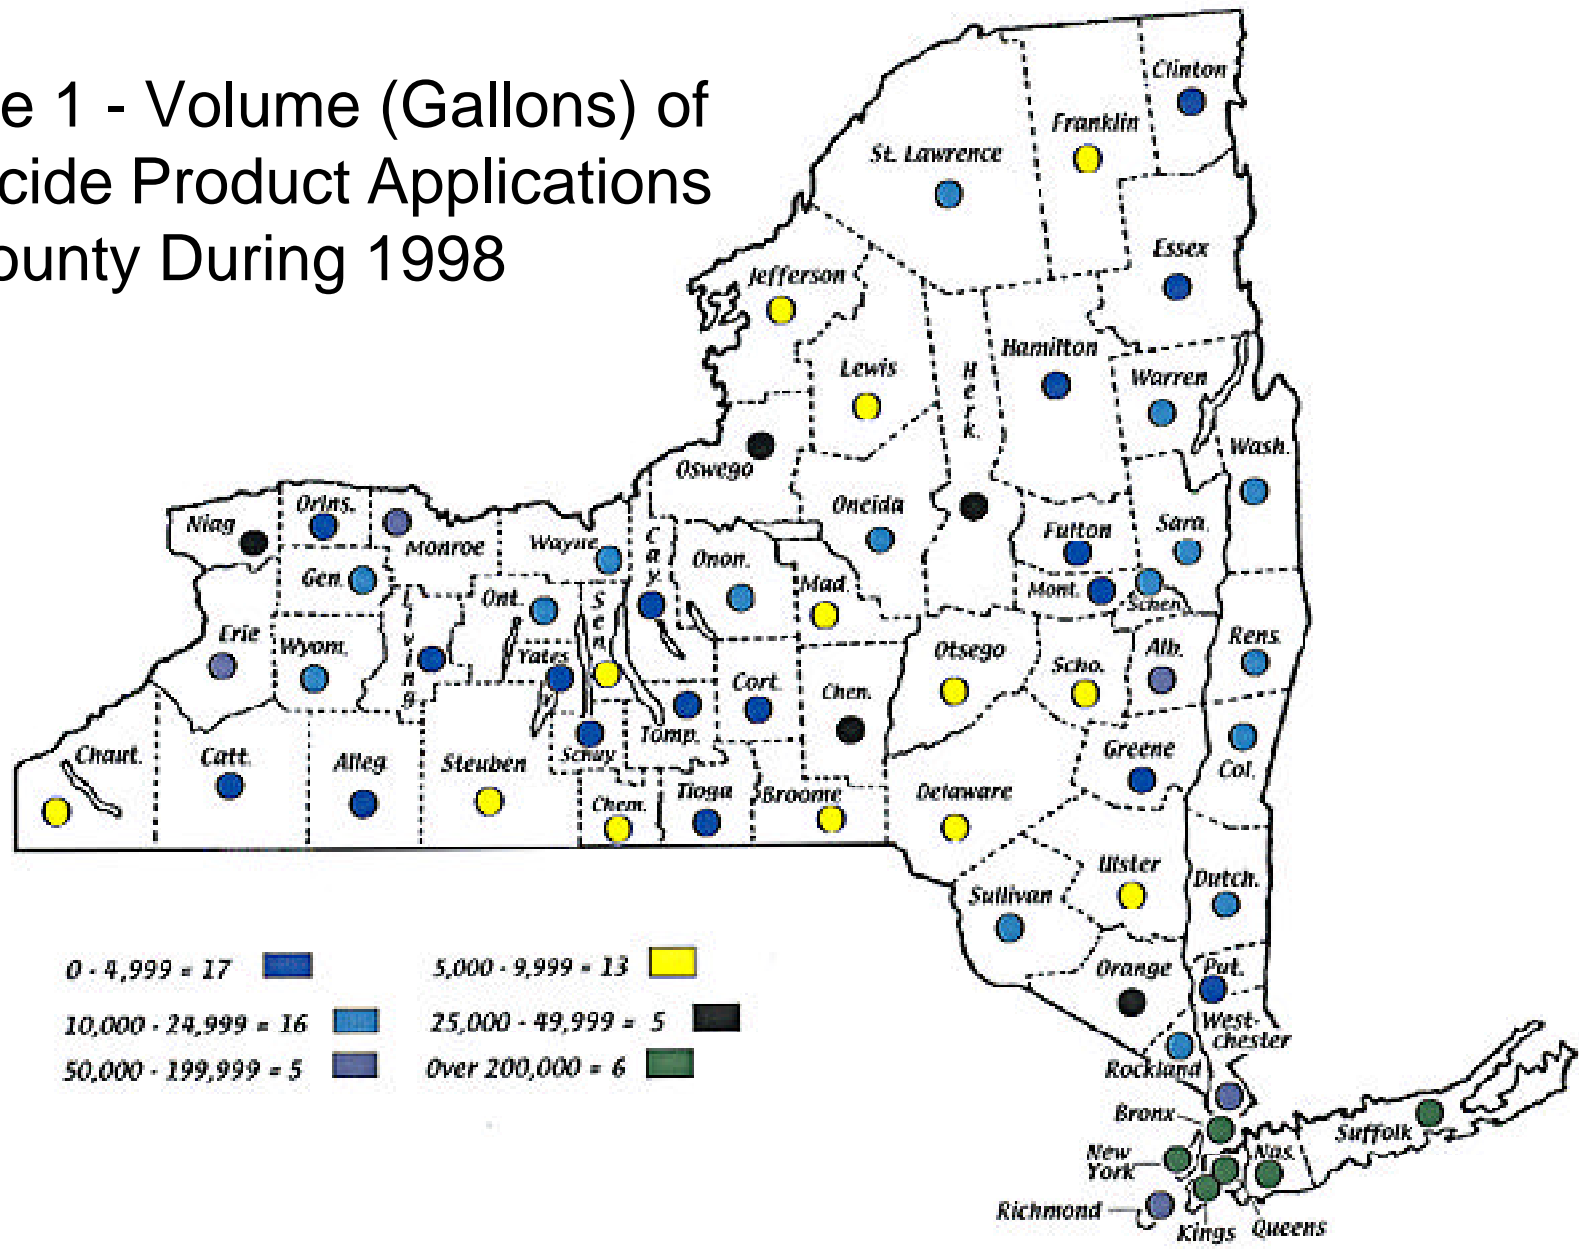 e 1 - Volume (Gallons) of
cide Product Applications
ounty During 1998
Clinton
Franklin
St. Lawrence
Essex
Jefferson
Hamilton
Lewis
Herk.
Warren
Wash.
Oswego
Oneida
Orlns.
Niag
Monroe
Wayne
Cay.
Onon.
Fulton
Sara.
Gen.
Ont.
Sen.
Mad.
Mont.
Schen.
Erie
Wyom.
Living
Yates
Otsego
Scho.
Alb.
Rens.
Cort.
Chen.
Chaut.
Catt.
Alleg
Steuben
Schuy
Tomp.
Greene
Col.
Chem.
Tioga
Broome
Delaware
Ulster
Dutch.
Sullivan
Orange
Put.
West-
chester
Rockland
Bronx
New
York
Nas.
Suffolk
Richmond
Kings
Queens
0 - 4,999 = 17
5,000 - 9,999 = 13
10,000 - 24,999 = 16
25,000 - 49,999 = 5
50,000 - 199,999 = 5
Over 200,000 = 6